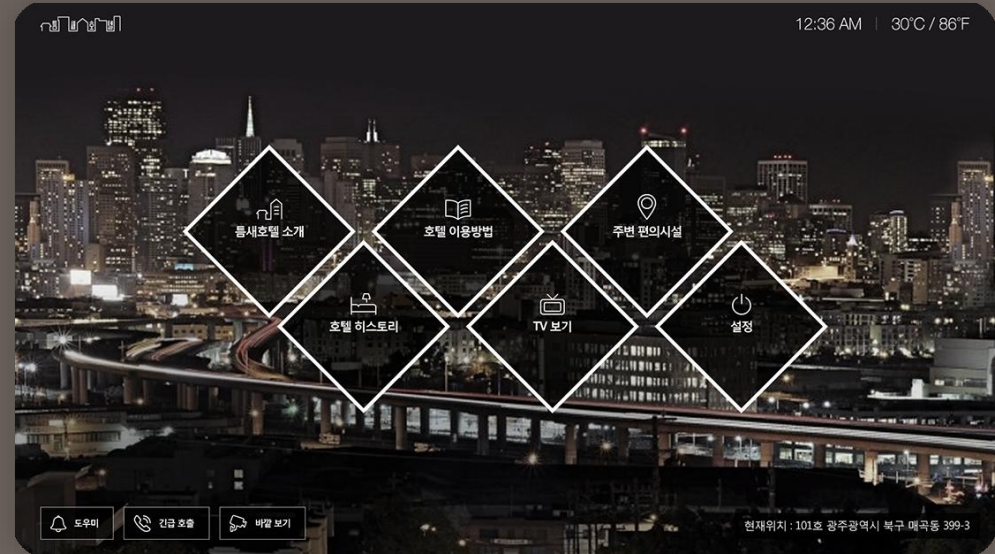 12:36 AM | 30℃ / 86℉
틈새호텔 소개
호텔 이용방법
주변 편의시설
호텔 히스토리
TV 보기
설정
도우미
긴급 호출
바깥 보기
현재위치 : 101호 광주광역시 북구 매곡동 399-3